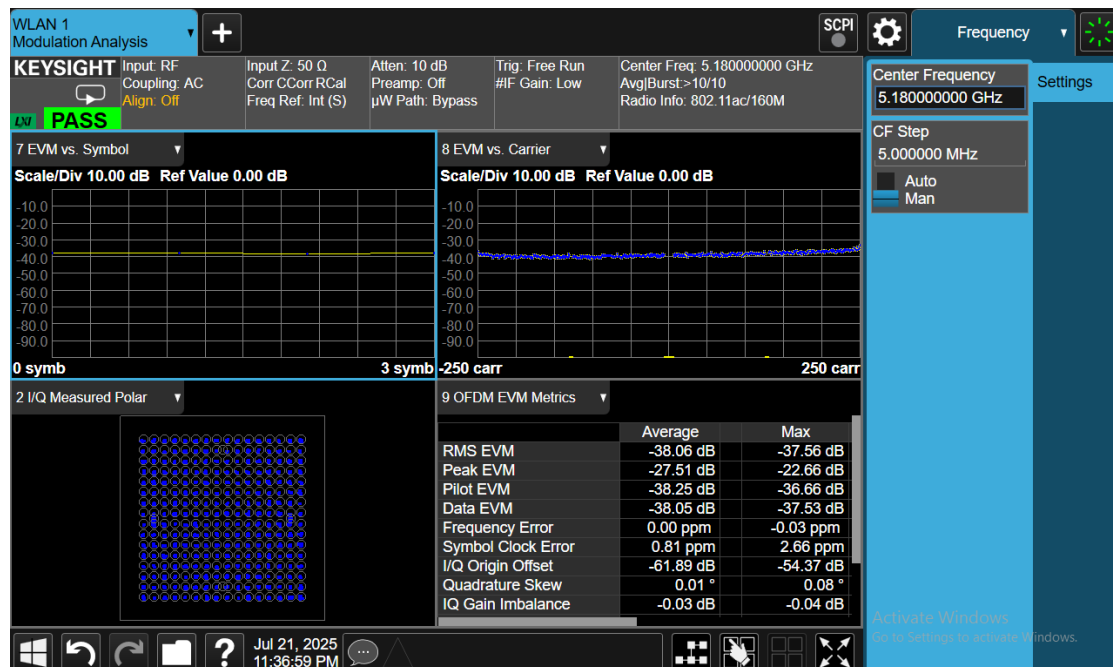 WLAN 1
Modulation Analysis
+
SCPI
Frequency
KEYSIGHT
LXI
PASS
Input: RF
Coupling: AC
Align: Off
Input Z: 50 Ω
Corr CCorr RCal
Freq Ref: Int (S)
Atten: 10 dB
Preamp: Off
µW Path: Bypass
Trig: Free Run
#IF Gain: Low
Center Freq: 5.180000000 GHz
Avg|Burst:>10/10
Radio Info: 802.11ac/160M
Center Frequency
5.180000000 GHz
Settings
CF Step
5.000000 MHz
Auto
Man
7 EVM vs. Symbol
Scale/Div 10.00 dB Ref Value 0.00 dB
-10.0
-20.0
-30.0
-40.0
-50.0
-60.0
-70.0
-80.0
-90.0
0 symb 3 symb
8 EVM vs. Carrier
Scale/Div 10.00 dB Ref Value 0.00 dB
-10.0
-20.0
-30.0
-40.0
-50.0
-60.0
-70.0
-80.0
-90.0
-250 carr 250 carr
2 I/Q Measured Polar
9 OFDM EVM Metrics
Average Max
RMS EVM -38.06 dB -37.56 dB
Peak EVM -27.51 dB -22.66 dB
Pilot EVM -38.25 dB -36.66 dB
Data EVM -38.05 dB -37.53 dB
Frequency Error 0.00 ppm -0.03 ppm
Symbol Clock Error 0.81 ppm 2.66 ppm
I/Q Origin Offset -61.89 dB -54.37 dB
Quadrature Skew 0.01 ° 0.08 °
IQ Gain Imbalance -0.03 dB -0.04 dB
Activate Windows
Go to Settings to activate Windows.
?
Jul 21, 2025
11:36:59 PM